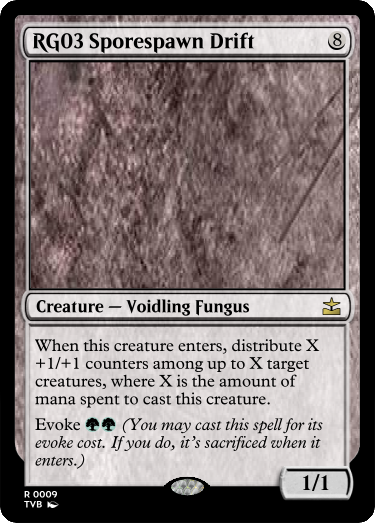 RG03 Sporespawn Drift 8
Creature — Voidling Fungus
When this creature enters, distribute X
+1/+1 counters among up to X target
creatures, where X is the amount of
mana spent to cast this creature.
Evoke (You may cast this spell for its
evoke cost. If you do, it's sacrificed when it
enters.)
1/1
R 0009
TVB